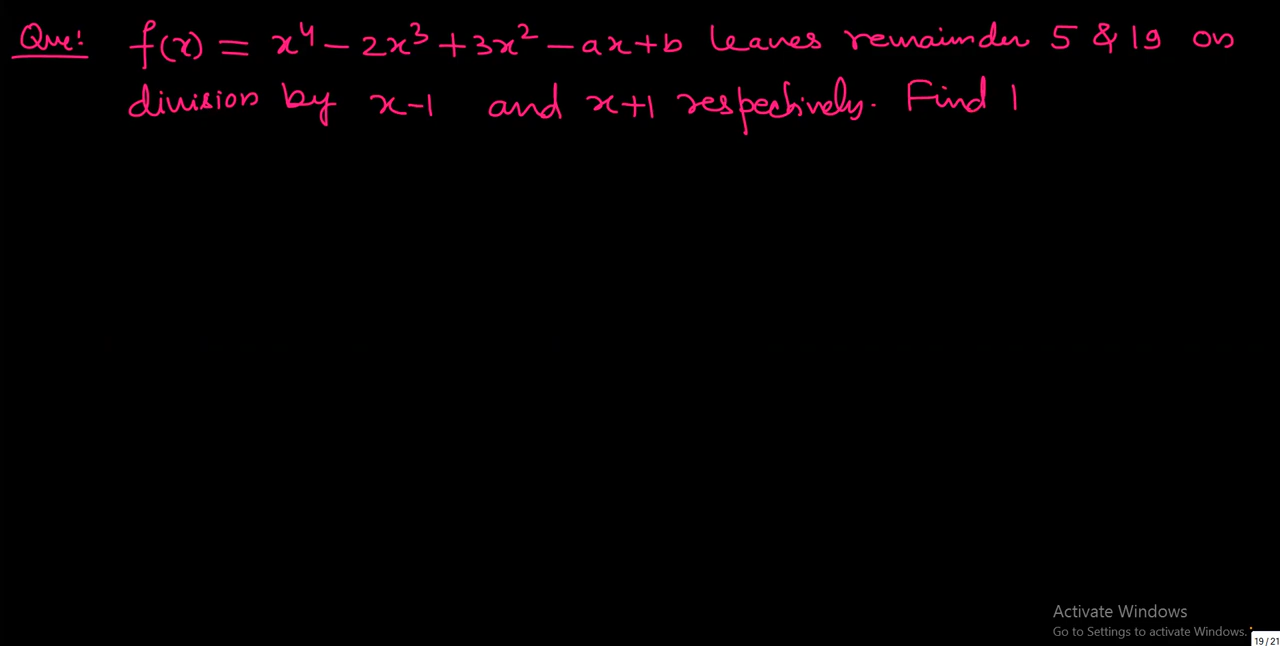 Que: f(x) = x⁴ - 2x³ + 3x² - ax + b leaves remainder 5 & 19 on
division by x-1 and x+1 respectively. Find
Activate Windows
Go to Settings to activate Windows.
19 / 21